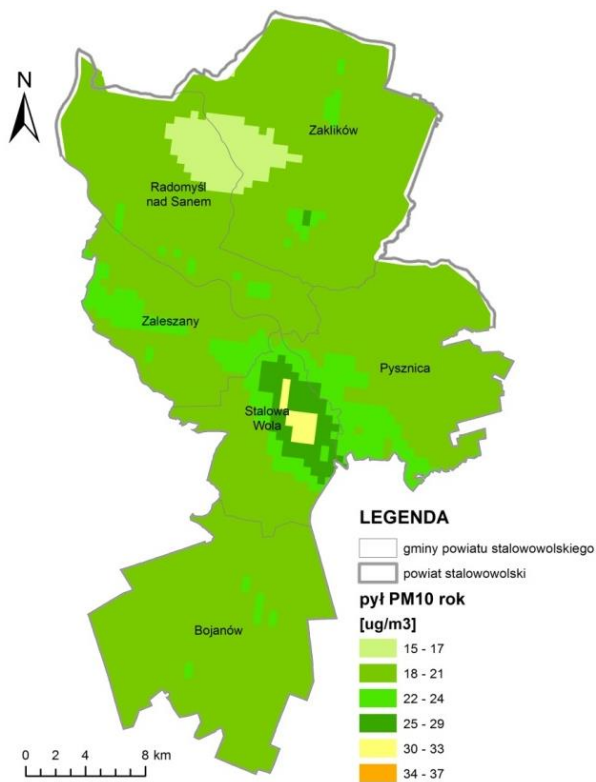 N
Zaklików
Radomyśl
nad Sanem
Zaleszany
Pysznica
Stalowa
Wola
Bojanów
LEGENDA
gminy powiatu stalowowolskiego
powiat stalowowolski
pył PM10 rok
[ug/m3]
15 - 17
18 - 21
22 - 24
25 - 29
30 - 33
34 - 37
0 2 4 8 km